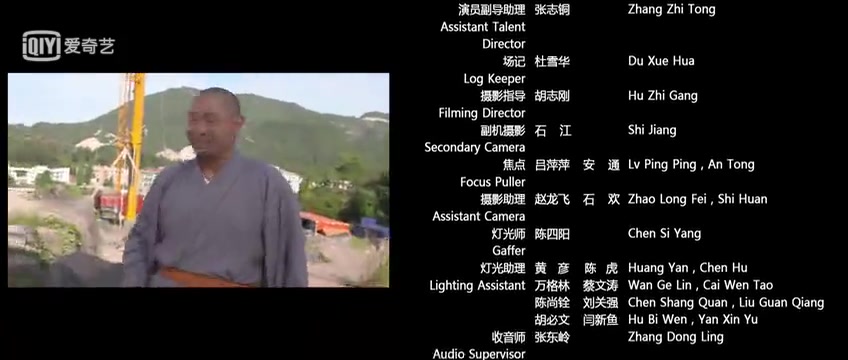 iQIYI 爱奇艺
演员副导助理 张志铜 Zhang Zhi Tong
Assistant Talent
Director
场记 杜雪华 Du Xue Hua
Log Keeper
摄影指导 胡志刚 Hu Zhi Gang
Filming Director
副机摄影 石 江 Shi Jiang
Secondary Camera
焦点 吕萍萍 安 通 Lv Ping Ping , An Tong
Focus Puller
摄影助理 赵龙飞 石 欢 Zhao Long Fei , Shi Huan
Assistant Camera
灯光师 陈四阳 Chen Si Yang
Gaffer
灯光助理 黄 彦 陈 虎 Huang Yan , Chen Hu
Lighting Assistant 万格林 蔡文涛 Wan Ge Lin , Cai Wen Tao
陈尚铨 刘关强 Chen Shang Quan , Liu Guan Qiang
胡必文 闫新鱼 Hu Bi Wen , Yan Xin Yu
收音师 张东岭 Zhang Dong Ling
Audio Supervisor